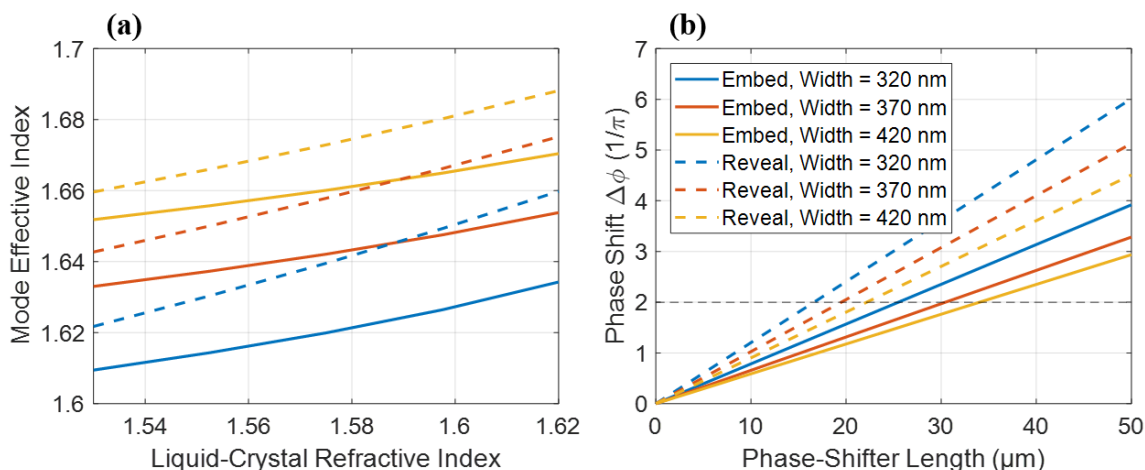 (a)
1.7
1.68
1.66
1.64
1.62
1.6
Mode Effective Index
1.54
1.56
1.58
1.6
1.62
Liquid-Crystal Refractive Index
(b)
7
6
5
4
3
2
1
0
Phase Shift Δϕ (1/π)
Embed, Width = 320 nm
Embed, Width = 370 nm
Embed, Width = 420 nm
Reveal, Width = 320 nm
Reveal, Width = 370 nm
Reveal, Width = 420 nm
0
10
20
30
40
50
Phase-Shifter Length (μm)